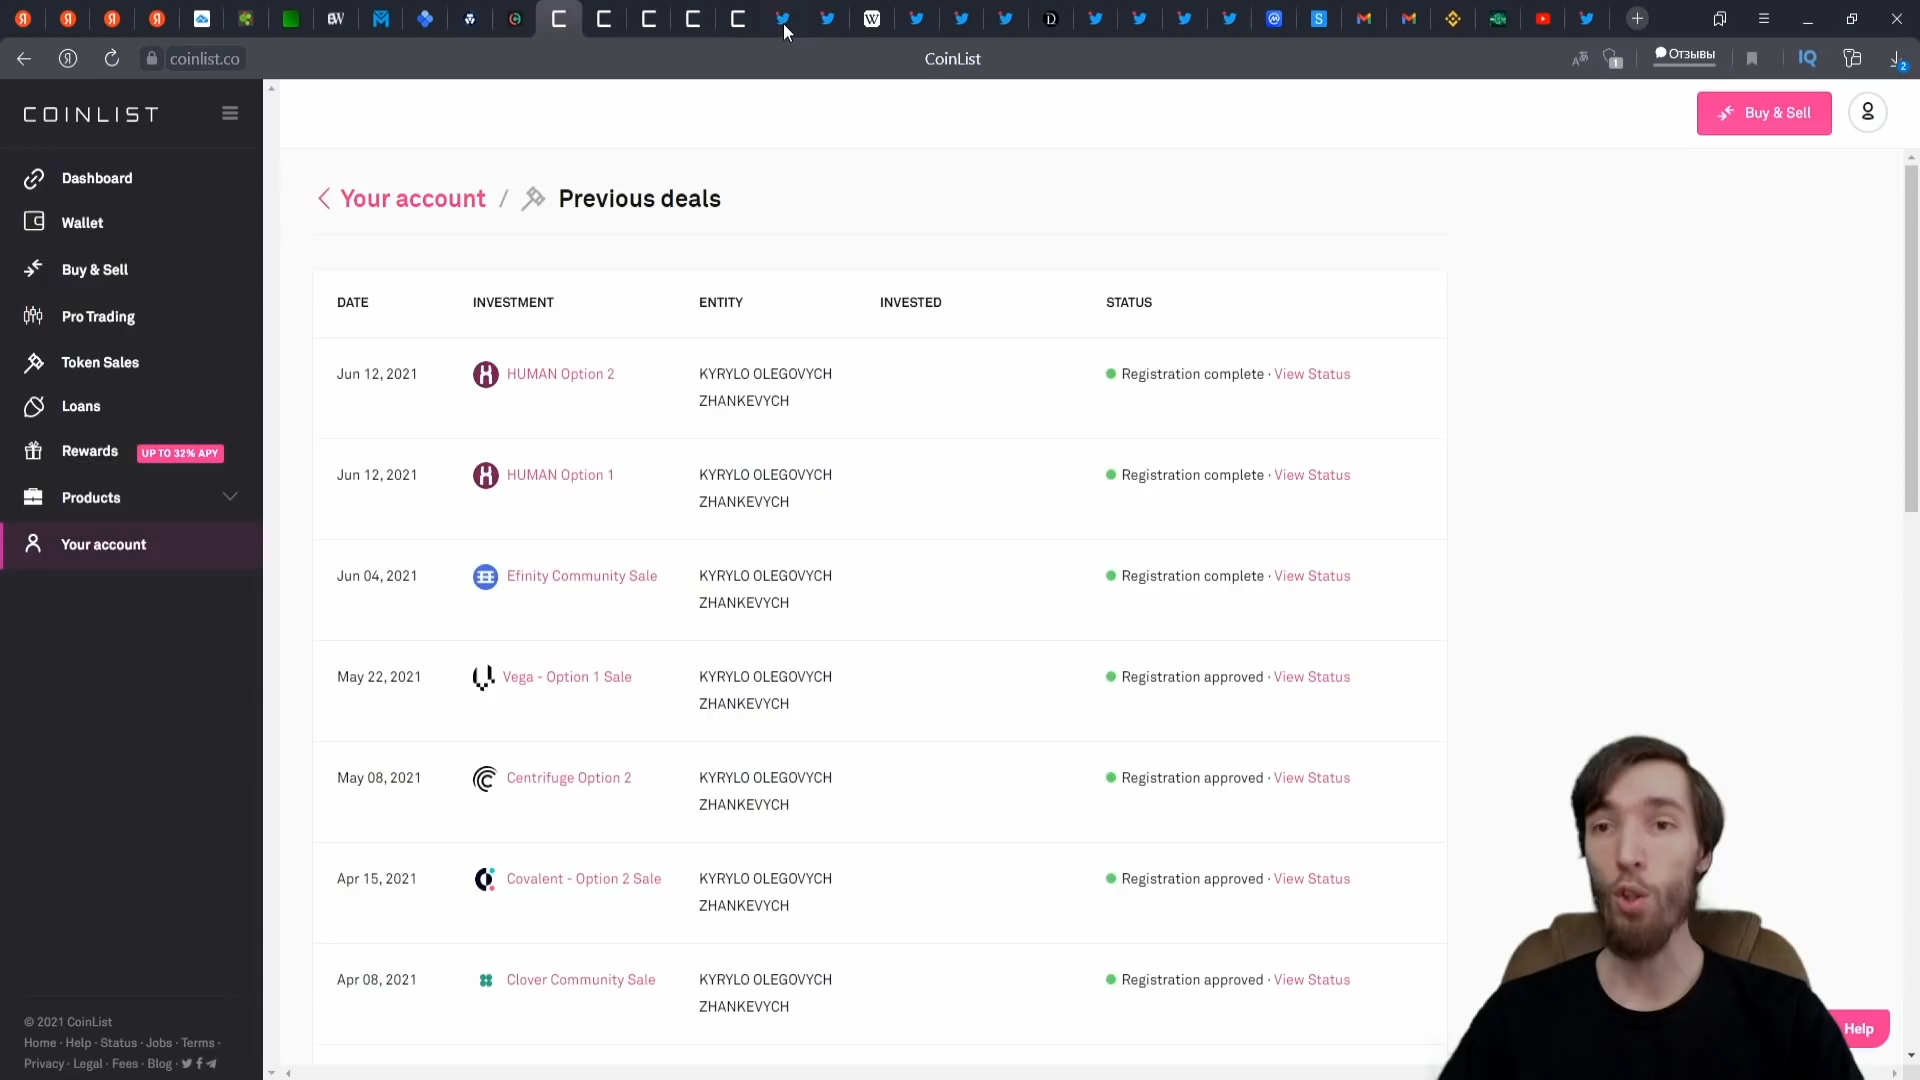 coinlist.co
CoinList
1
Отзывы
IQ
2
COINLIST
Buy & Sell
Dashboard
Wallet
Buy & Sell
Pro Trading
Token Sales
Loans
Rewards UP TO 32% APY
Products
Your account
Your account / Previous deals
DATE INVESTMENT ENTITY INVESTED STATUS
Jun 12, 2021 HUMAN Option 2 KYRYLO OLEGOVYCH Registration complete · View Status
ZHANKEVYCH
Jun 12, 2021 HUMAN Option 1 KYRYLO OLEGOVYCH Registration complete · View Status
ZHANKEVYCH
Jun 04, 2021 Efinity Community Sale KYRYLO OLEGOVYCH Registration complete · View Status
ZHANKEVYCH
May 22, 2021 Vega - Option 1 Sale KYRYLO OLEGOVYCH Registration approved · View Status
ZHANKEVYCH
May 08, 2021 Centrifuge Option 2 KYRYLO OLEGOVYCH Registration approved · View Status
ZHANKEVYCH
Apr 15, 2021 Covalent - Option 2 Sale KYRYLO OLEGOVYCH Registration approved · View Status
ZHANKEVYCH
Apr 08, 2021 Clover Community Sale KYRYLO OLEGOVYCH Registration approved · View Status
ZHANKEVYCH
© 2021 CoinList
Home · Help · Status · Jobs · Terms ·
Privacy · Legal · Fees · Blog ·
Help